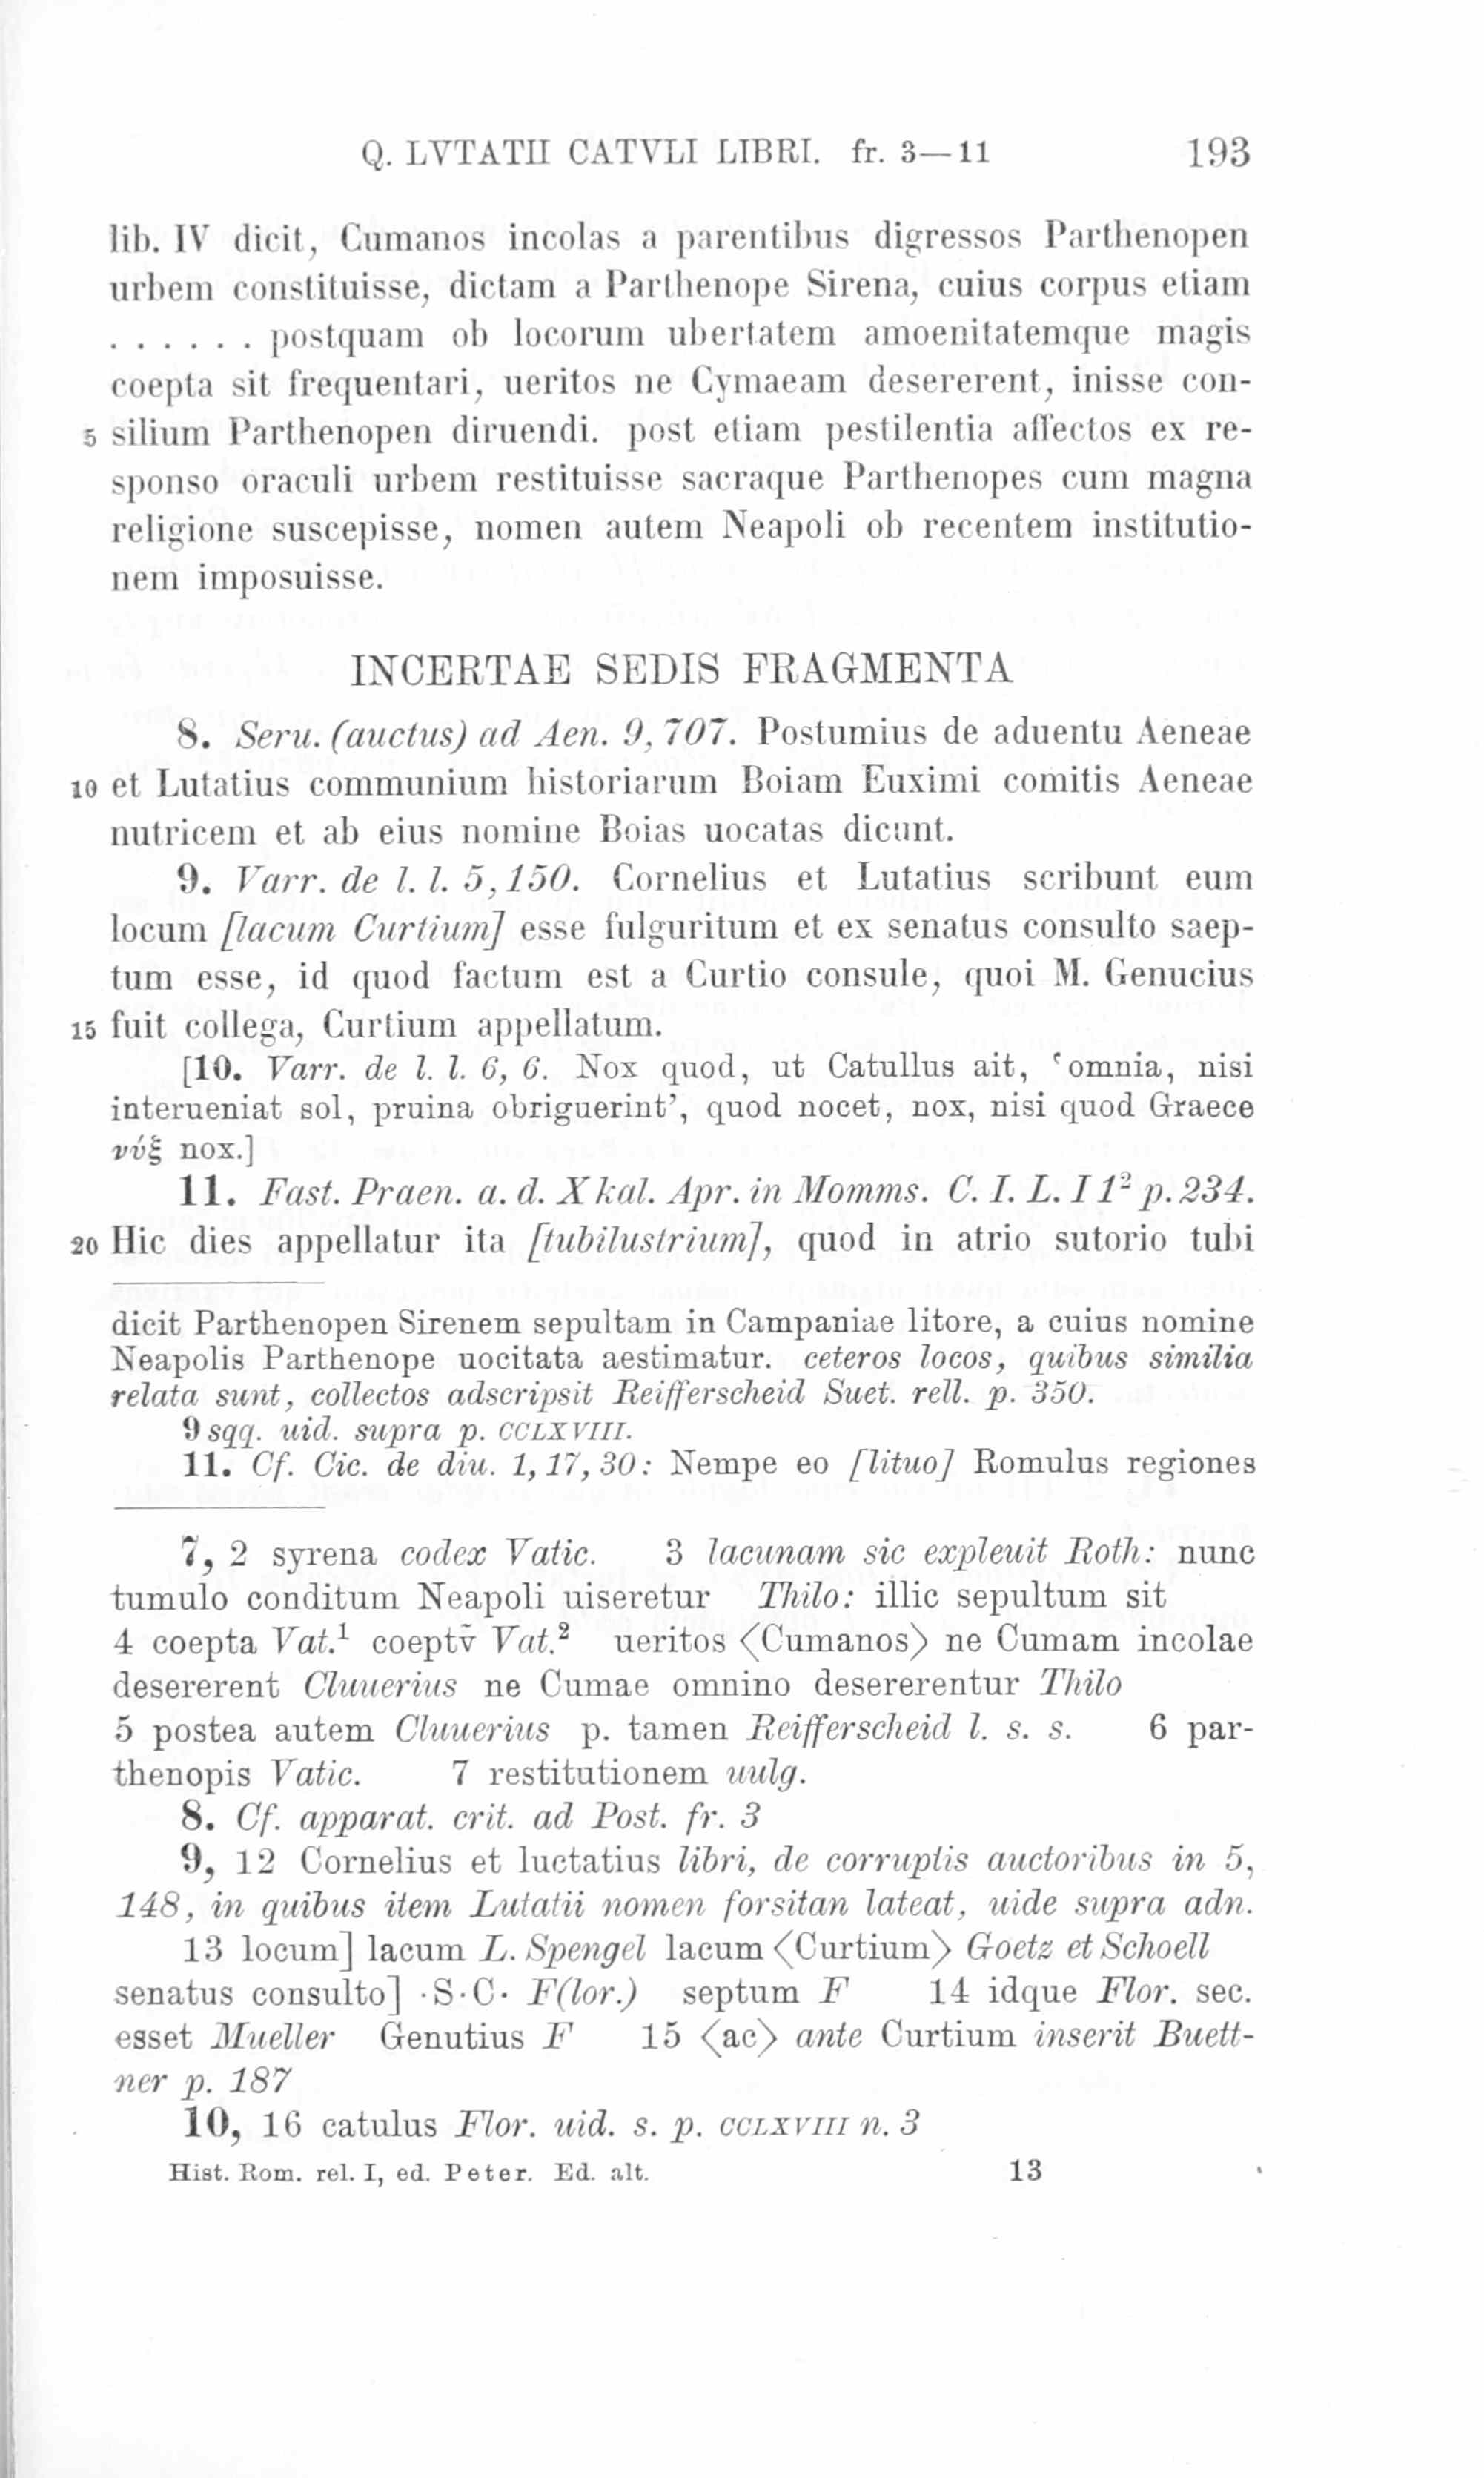 Q. LVTATII CATVLI LIBRI. fr. 3—11 193
lib. IV dicit, Cumanos incolas a parentibus digressos Parthenopen
urbem constituisse, dictam a Parthenope Sirena, cuius corpus etiam
. . . . . . postquam ob locorum ubertatem amoenitatemque magis
coepta sit frequentari, ueritos ne Cymaeam desererent, inisse con-
5 silium Parthenopen diruendi. post etiam pestilentia affectos ex re-
sponso oraculi urbem restituisse sacraque Parthenopes cum magna
religione suscepisse, nomen autem Neapoli ob recentem institutio-
nem imposuisse.
INCERTAE SEDIS FRAGMENTA
8. Seru. (auctus) ad Aen. 9, 707. Postumius de aduentu Aeneae
10 et Lutatius communium historiarum Boiam Euximi comitis Aeneae
nutricem et ab eius nomine Boias uocatas dicunt.
9. Varr. de l. l. 5, 150. Cornelius et Lutatius scribunt eum
locum [lacum Curtium] esse fulguritum et ex senatus consulto saep-
tum esse, id quod factum est a Curtio consule, quoi M. Genucius
15 fuit collega, Curtium appellatum.
[10. Varr. de l. l. 6, 6. Nox quod, ut Catullus ait, ‘omnia, nisi
interueniat sol, pruina obriguerint’, quod nocet, nox, nisi quod Graece
νύξ nox.]
11. Fast. Praen. a. d. X kal. Apr. in Momms. C. I. L. I 1² p. 234.
20 Hic dies appellatur ita [tubilustrium], quod in atrio sutorio tubi
dicit Parthenopen Sirenem sepultam in Campaniae litore, a cuius nomine
Neapolis Parthenope uocitata aestimatur. ceteros locos, quibus similia
relata sunt, collectos adscripsit Reifferscheid Suet. rell. p. 350.
9 sqq. uid. supra p. CCLXVIII.
11. Cf. Cic. de diu. 1, 17, 30: Nempe eo [lituo] Romulus regiones
7, 2 syrena codex Vatic. 3 lacunam sic expleuit Roth: nunc
tumulo conditum Neapoli uiseretur Thilo: illic sepultum sit
4 coepta Vat.¹ coeptv̄ Vat.² ueritos ⟨Cumanos⟩ ne Cumam incolae
desererent Cluuerius ne Cumae omnino desererentur Thilo
5 postea autem Cluuerius p. tamen Reifferscheid l. s. s. 6 par-
thenopis Vatic. 7 restitutionem uulg.
8. Cf. apparat. crit. ad Post. fr. 3
9, 12 Cornelius et luctatius libri, de corruptis auctoribus in 5,
148, in quibus item Lutatii nomen forsitan lateat, uide supra adn.
13 locum] lacum L. Spengel lacum ⟨Curtium⟩ Goetz et Schoell
senatus consulto] ·S·C· F(lor.) septum F 14 idque Flor. sec.
esset Mueller Genutius F 15 ⟨ac⟩ ante Curtium inserit Buett-
ner p. 187
10, 16 catulus Flor. uid. s. p. CCLXVIII n. 3
Hist. Rom. rel. I, ed. Peter. Ed. alt. 13